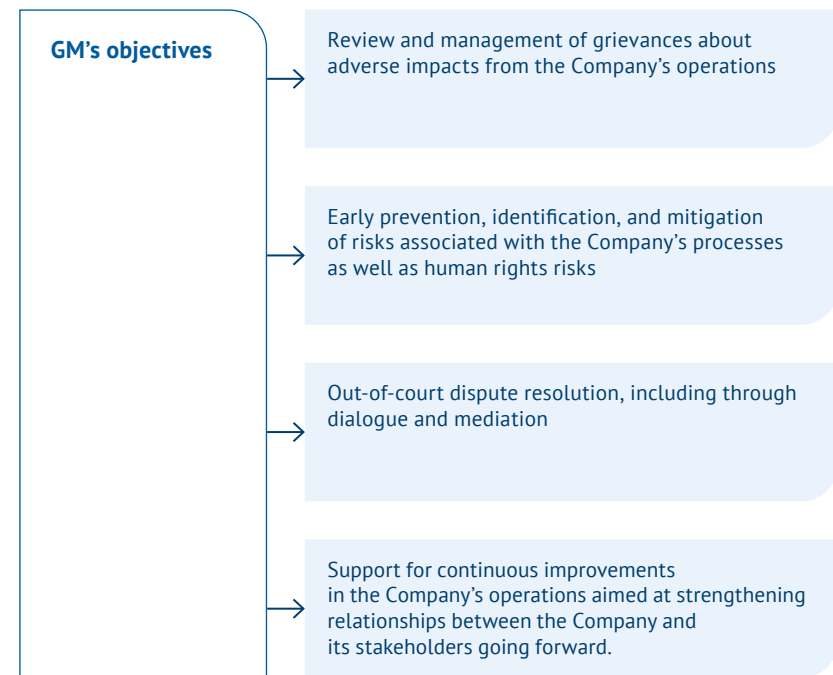 GM’s objectives
Review and management of grievances about
adverse impacts from the Company’s operations
Early prevention, identification, and mitigation
of risks associated with the Company’s processes
as well as human rights risks
Out-of-court dispute resolution, including through
dialogue and mediation
Support for continuous improvements
in the Company’s operations aimed at strengthening
relationships between the Company and
its stakeholders going forward.